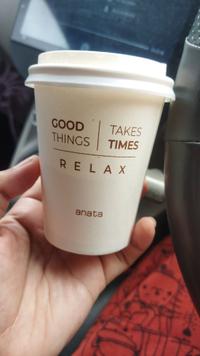 GOOD THINGS | TAKES TIMES
RELAX
anata